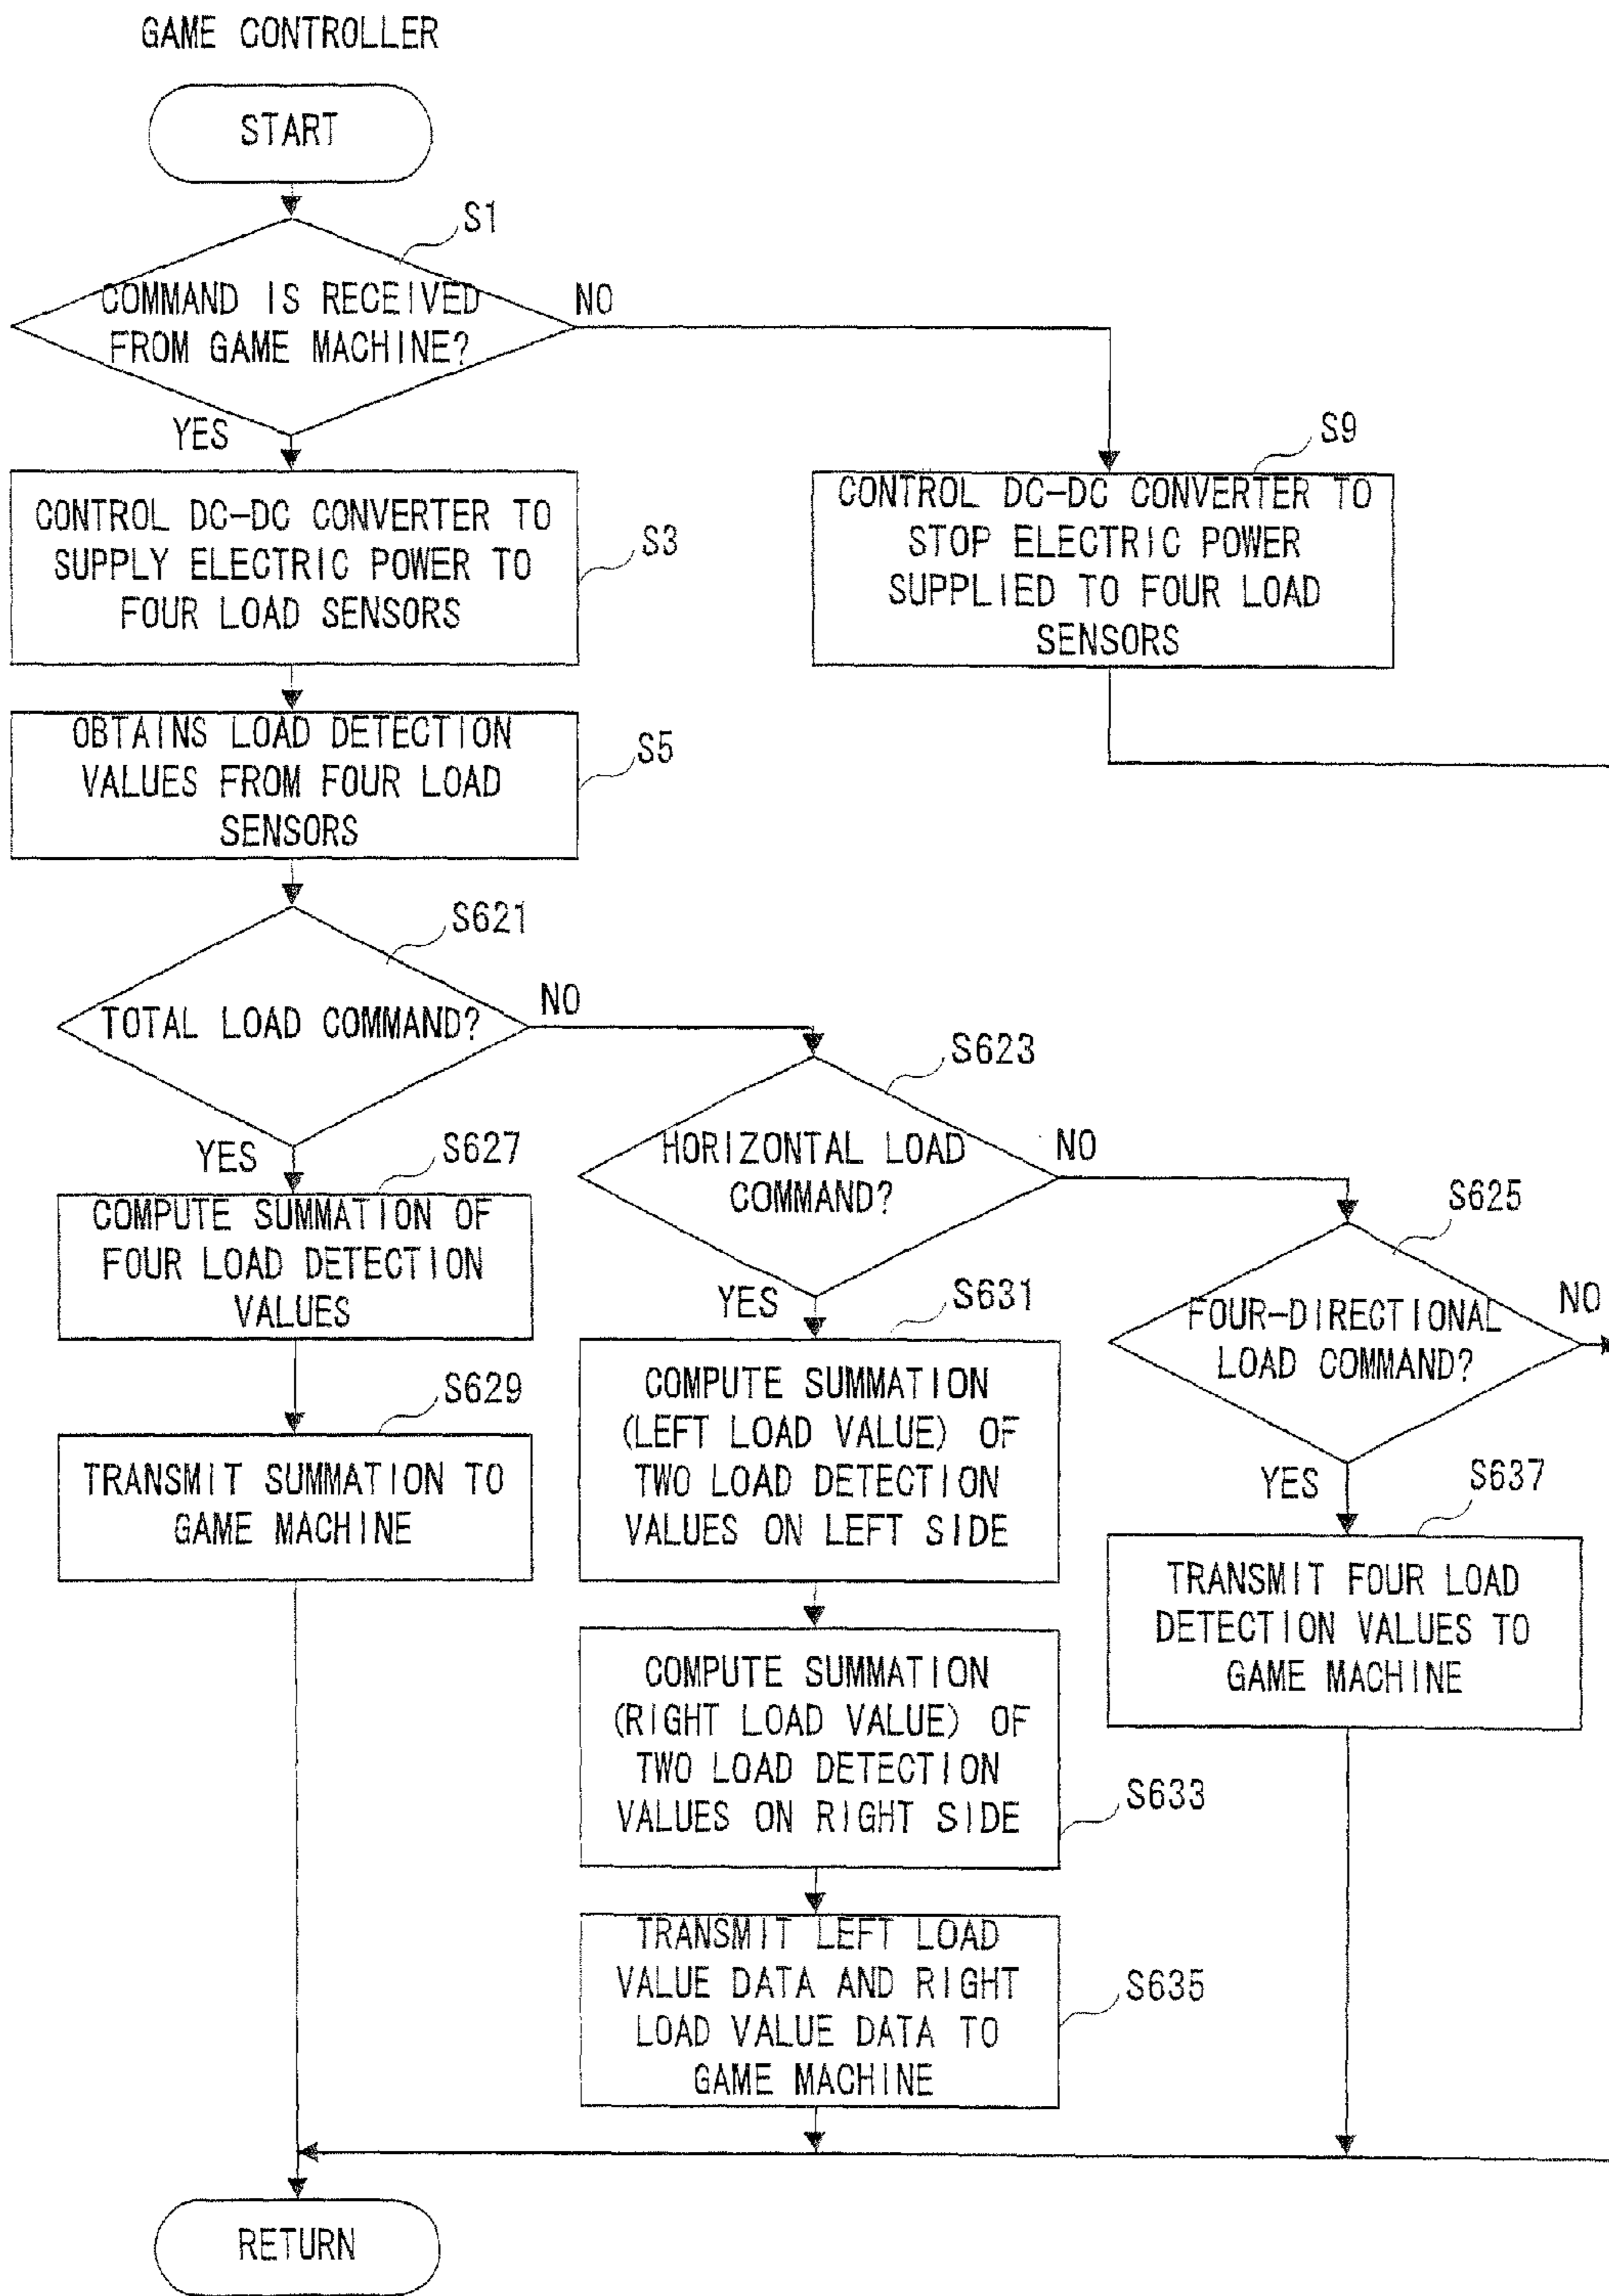 GAME CONTROLLER
START
S1
COMMAND IS RECEIVED
FROM GAME MACHINE?
NO
YES
S9
CONTROL DC-DC CONVERTER TO
SUPPLY ELECTRIC POWER TO
FOUR LOAD SENSORS
S3
CONTROL DC-DC CONVERTER TO
STOP ELECTRIC POWER
SUPPLIED TO FOUR LOAD
SENSORS
OBTAINS LOAD DETECTION
VALUES FROM FOUR LOAD
SENSORS
S5
S621
TOTAL LOAD COMMAND?
NO
YES
S623
HORIZONTAL LOAD
COMMAND?
NO
YES
S625
FOUR-DIRECTIONAL
LOAD COMMAND?
NO
YES
S627
COMPUTE SUMMATION OF
FOUR LOAD DETECTION
VALUES
S629
TRANSMIT SUMMATION TO
GAME MACHINE
S631
COMPUTE SUMMATION
(LEFT LOAD VALUE) OF
TWO LOAD DETECTION
VALUES ON LEFT SIDE
COMPUTE SUMMATION
(RIGHT LOAD VALUE) OF
TWO LOAD DETECTION
VALUES ON RIGHT SIDE
S633
TRANSMIT LEFT LOAD
VALUE DATA AND RIGHT
LOAD VALUE DATA TO
GAME MACHINE
S635
S637
TRANSMIT FOUR LOAD
DETECTION VALUES TO
GAME MACHINE
RETURN